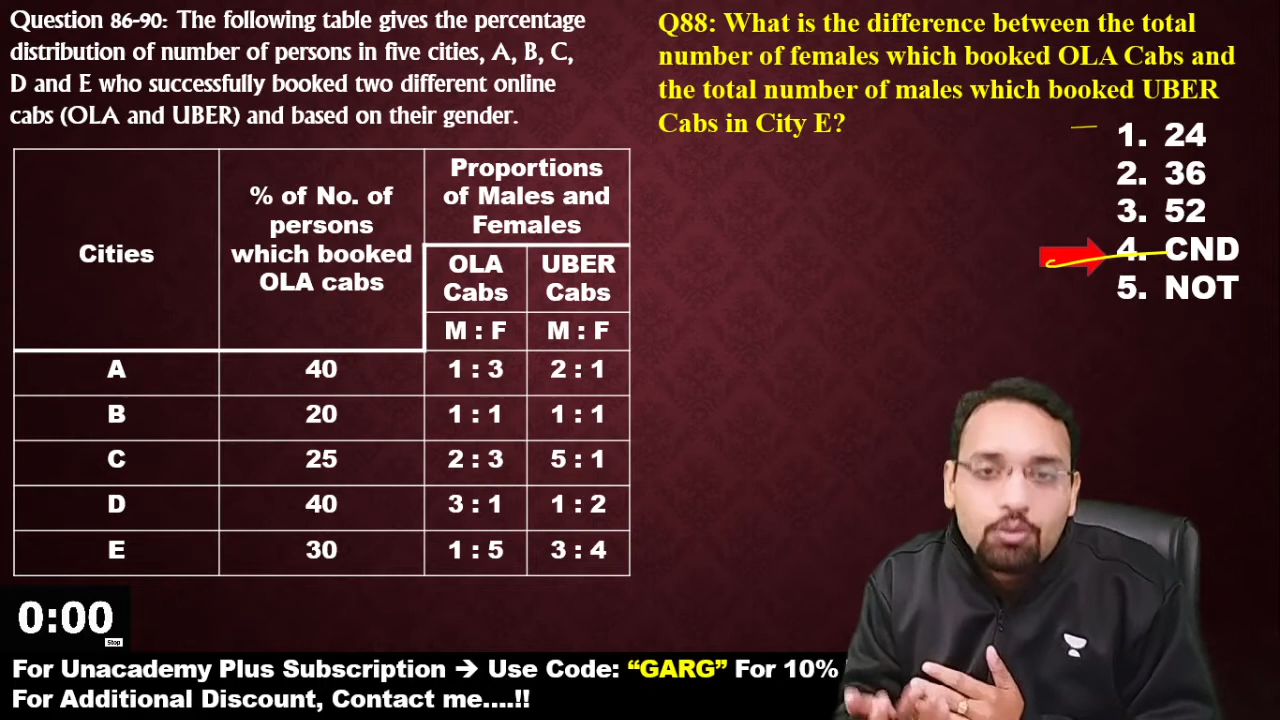 Question 86-90: The following table gives the percentage
distribution of number of persons in five cities, A, B, C,
D and E who successfully booked two different online
cabs (OLA and UBER) and based on their gender.
Q88: What is the difference between the total
number of females which booked OLA Cabs and
the total number of males which booked UBER
Cabs in City E?
1. 24
2. 36
3. 52
4. CND
5. NOT
Cities
% of No. of
persons
which booked
OLA cabs
Proportions
of Males and
Females
OLA
Cabs
UBER
Cabs
M : F
M : F
A 40 1 : 3 2 : 1
B 20 1 : 1 1 : 1
C 25 2 : 3 5 : 1
D 40 3 : 1 1 : 2
E 30 1 : 5 3 : 4
0:00
Stop
For Unacademy Plus Subscription → Use Code: “GARG” For 10%
For Additional Discount, Contact me....!!